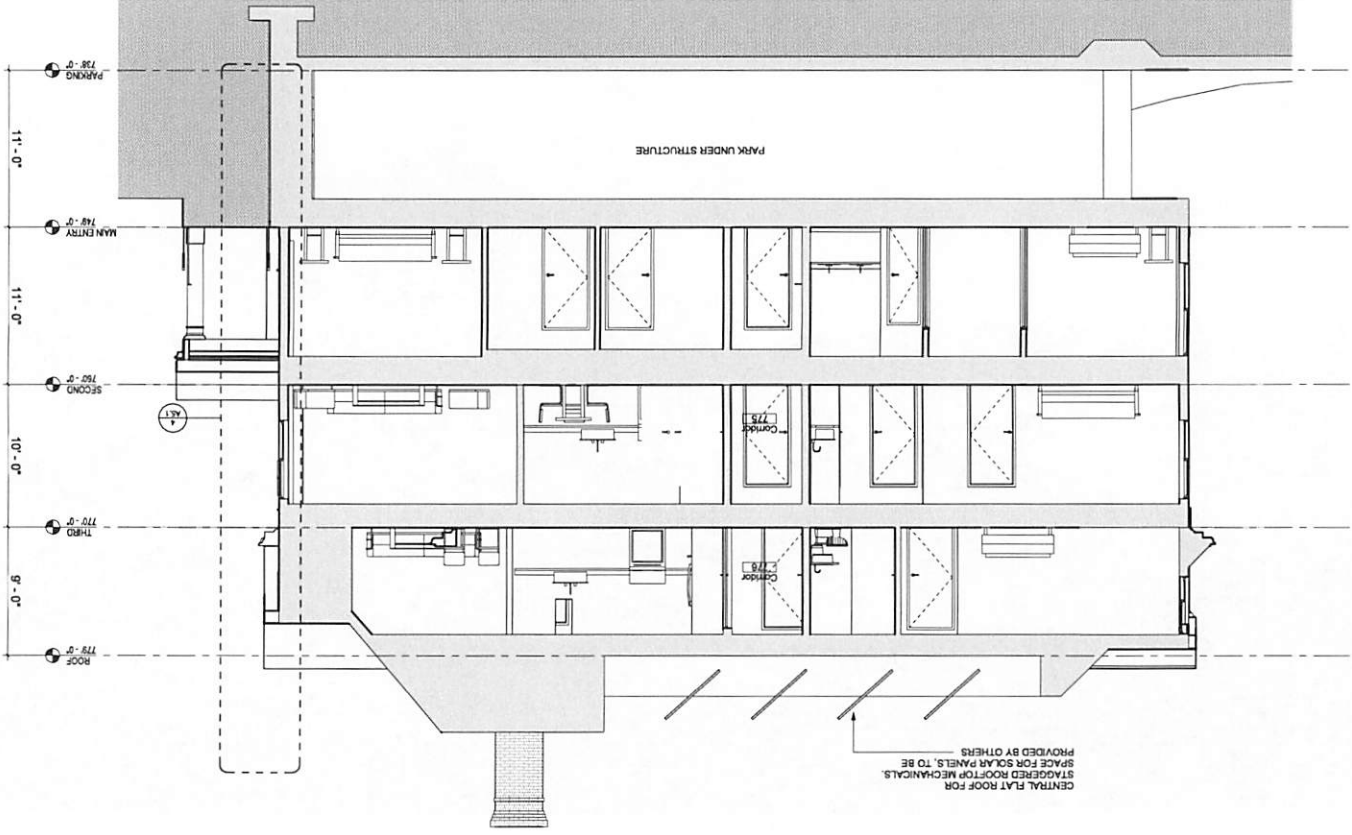 CENTRAL FLAT ROOF FOR
STAGGERED ROOFTOP MECHANICALS.
SPACE FOR SOLAR PANELS, TO BE
PROVIDED BY OTHERS
ROOF
779' - 0"
9' - 0"
Corridor
776
THIRD
770' - 0"
10' - 0"
Corridor
775
4
A5.1
SECOND
760' - 0"
11' - 0"
MAIN ENTRY
749' - 0"
11' - 0"
PARK UNDER STRUCTURE
PARKING
738' - 0"